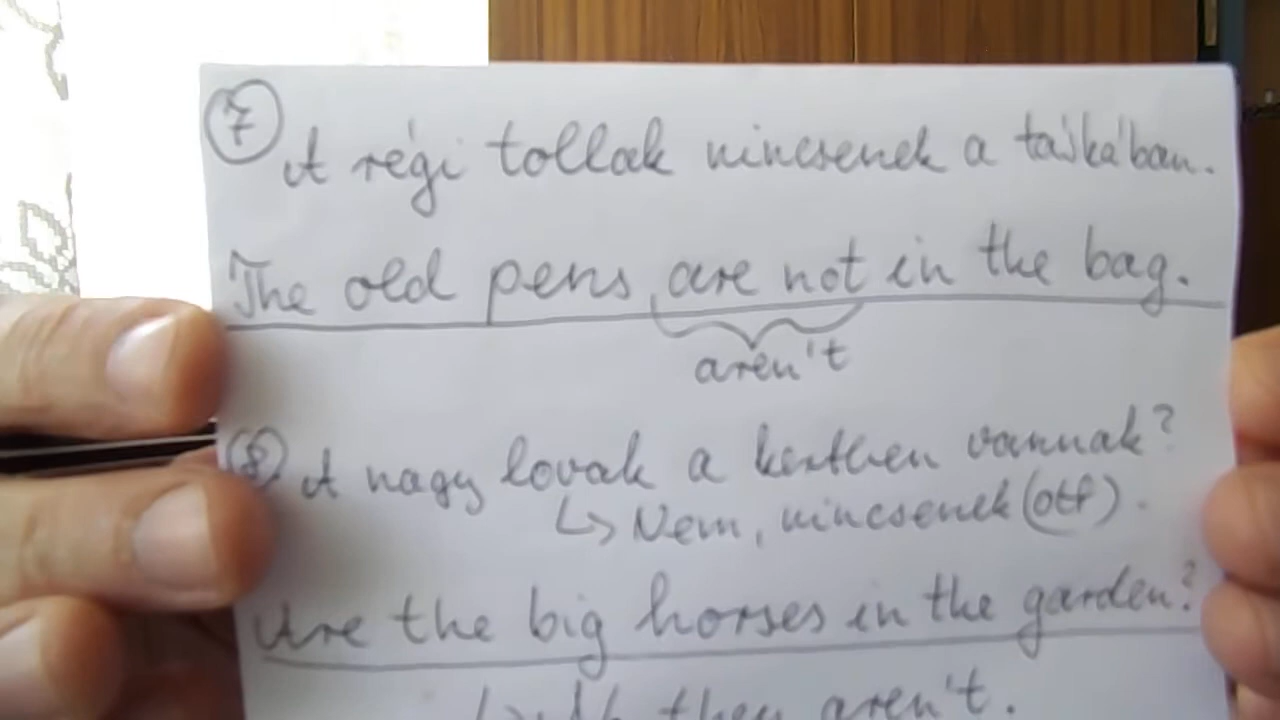 7 A régi tollak nincsenek a táskában.
The old pens are not in the bag.
aren't
8 A nagy lovak a kertben vannak?
↳ Nem, nincsenek (ott).
Are the big horses in the garden?
they aren't.